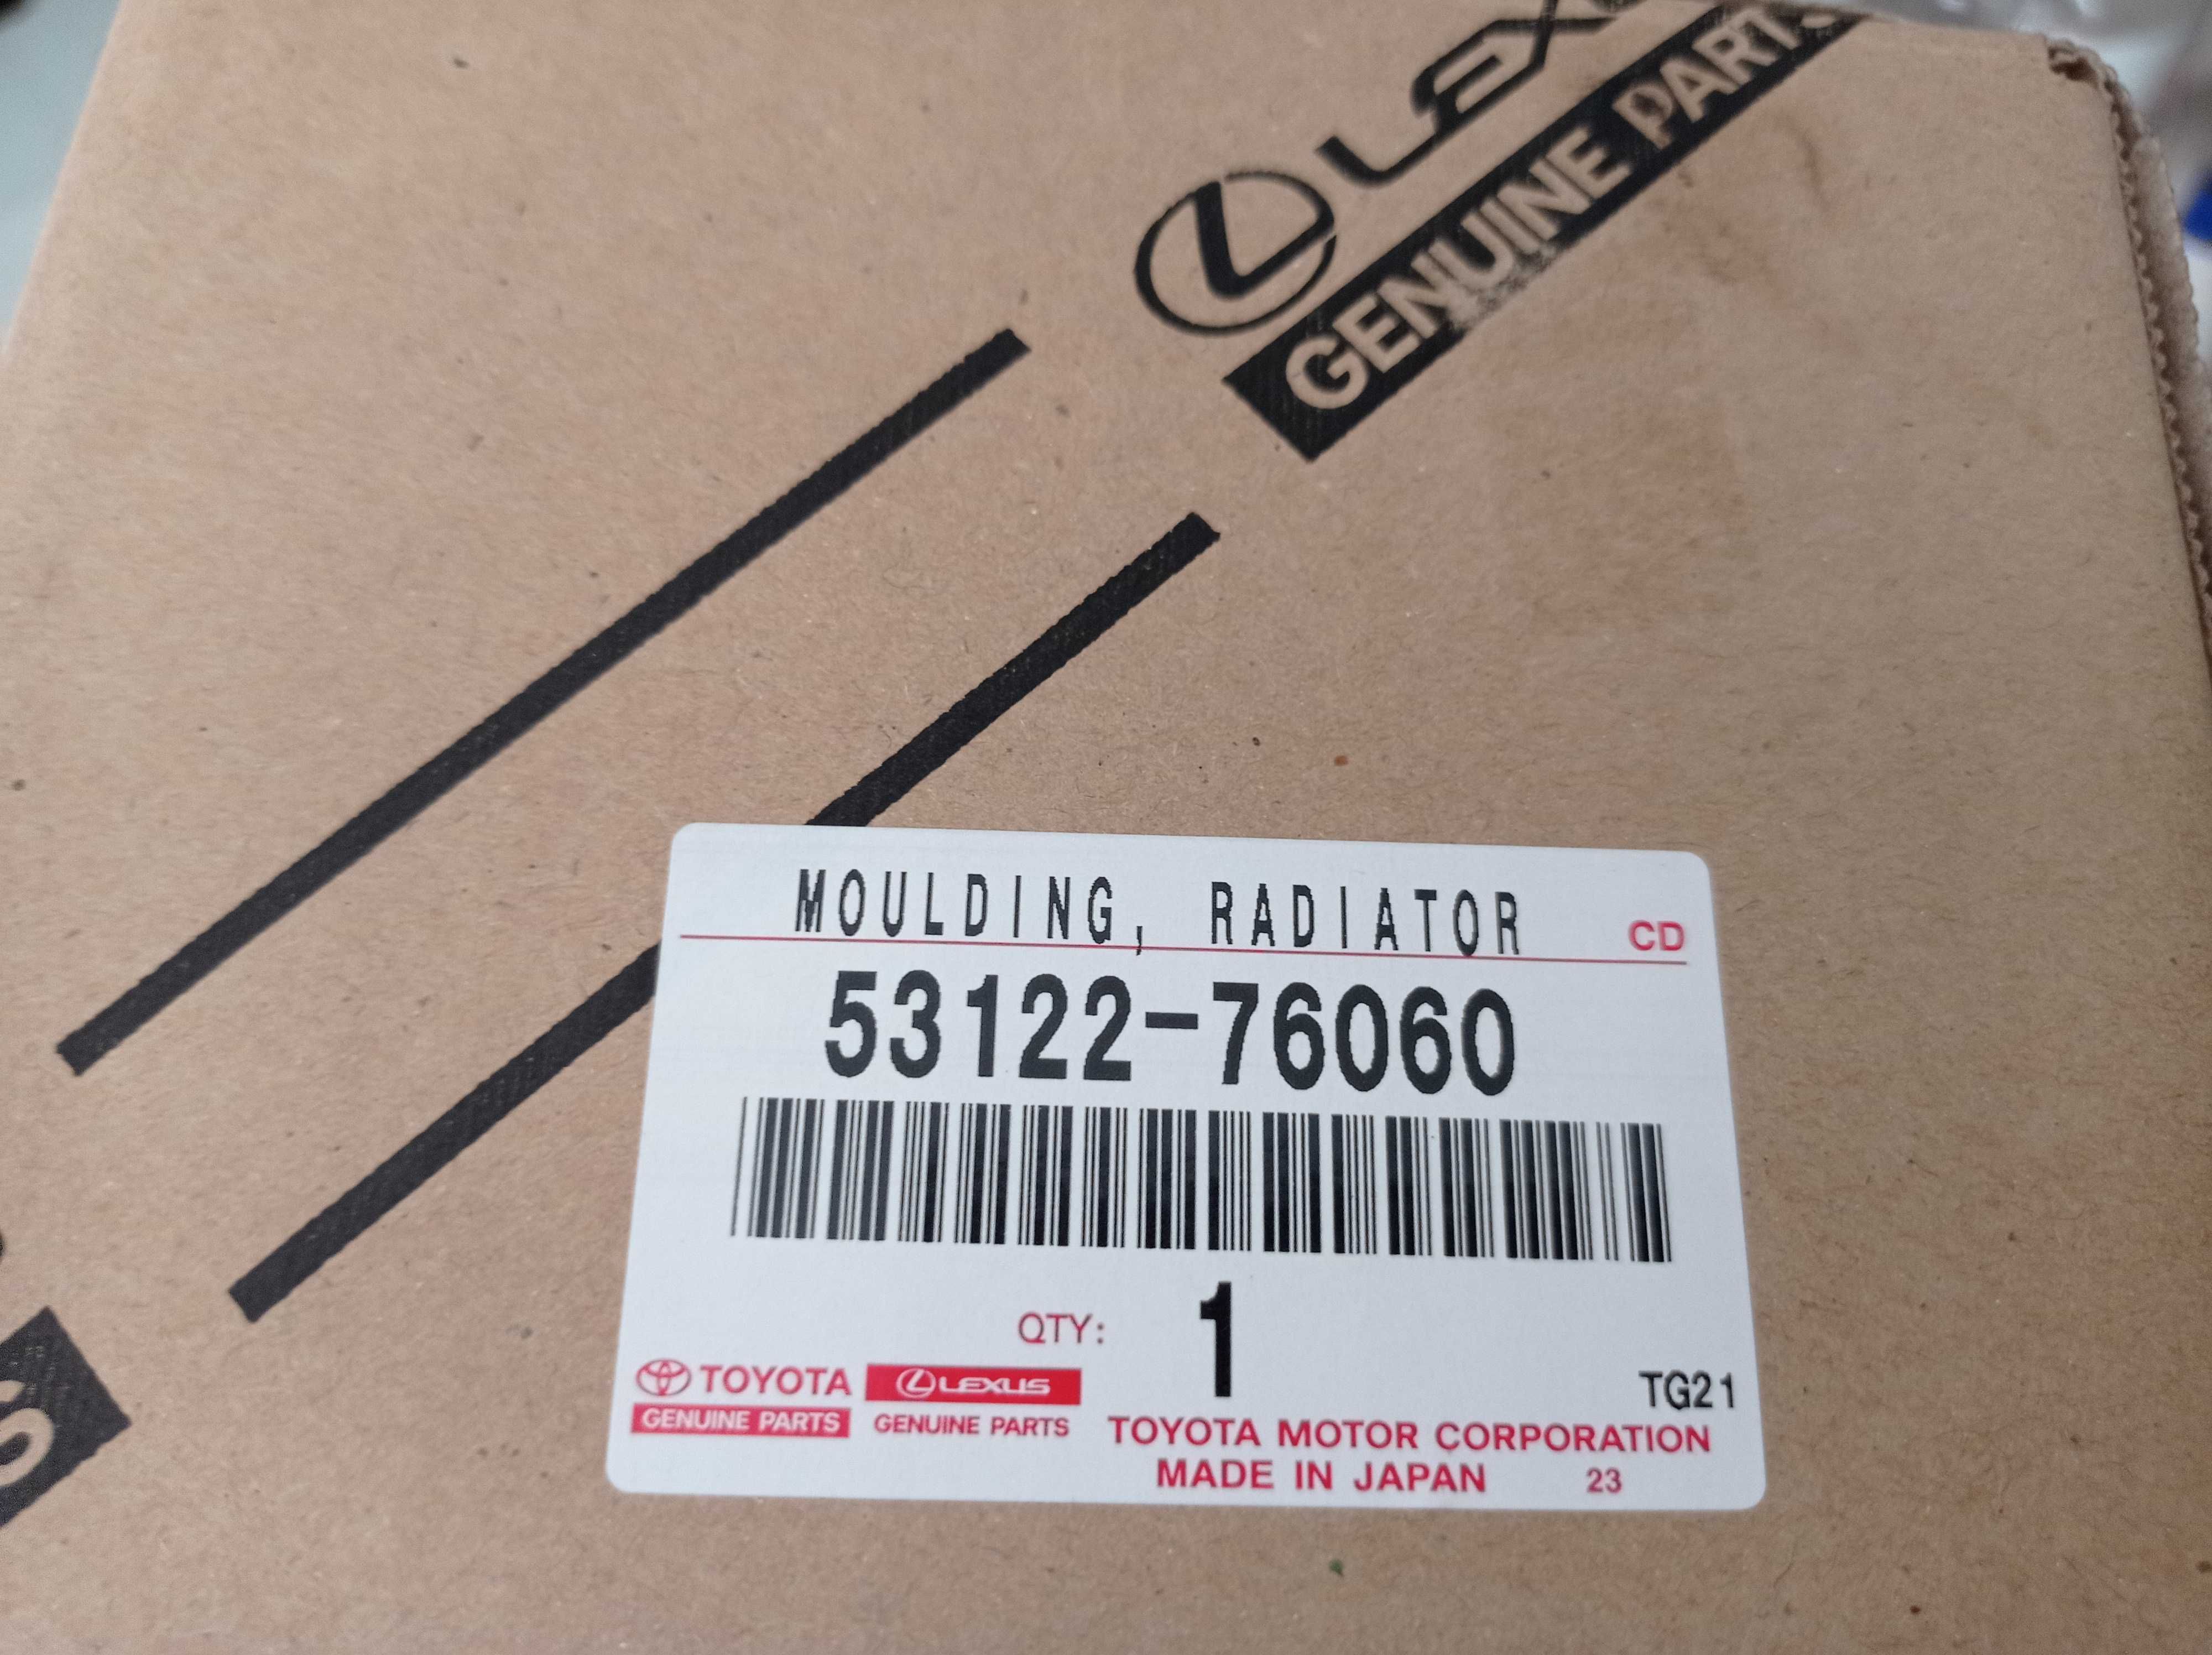 GENUINE PARTS
MOULDING, RADIATOR CD
53122-76060
QTY: 1
TG21
TOYOTA LEXUS
GENUINE PARTS GENUINE PARTS
TOYOTA MOTOR CORPORATION
MADE IN JAPAN 23